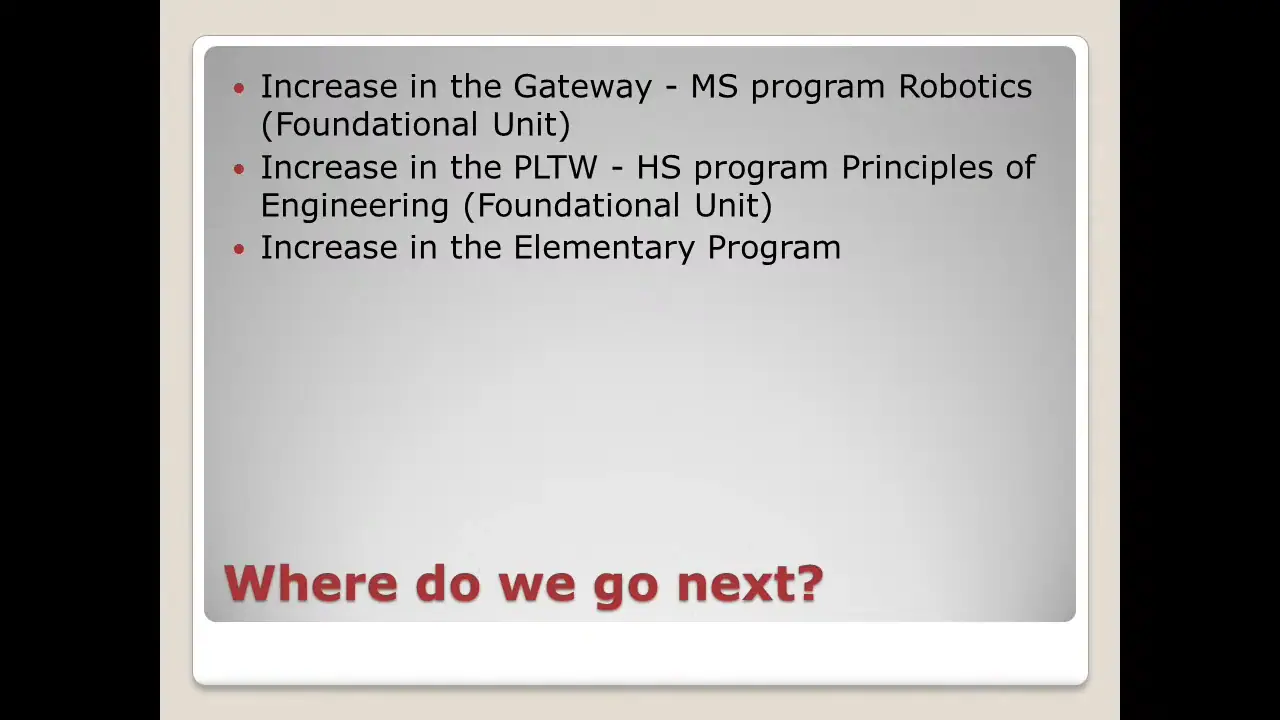 • Increase in the Gateway - MS program Robotics
(Foundational Unit)
• Increase in the PLTW - HS program Principles of
Engineering (Foundational Unit)
• Increase in the Elementary Program
Where do we go next?